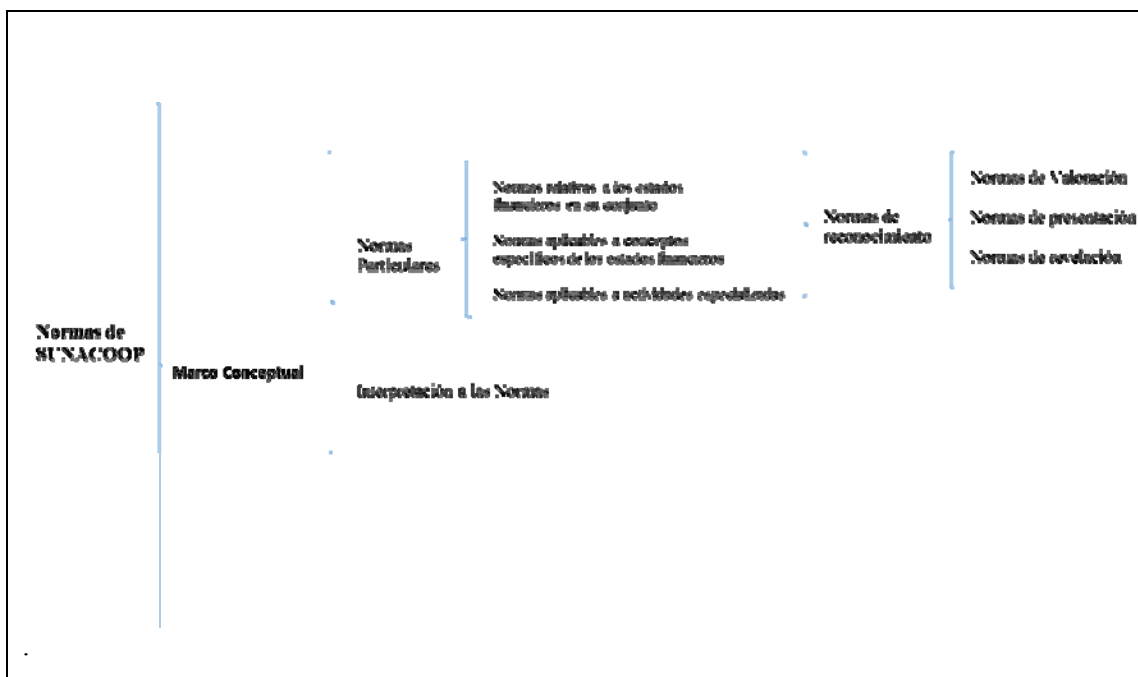 Normas de
SUNACOOP
Marco Conceptual
Normas
Particulares
Normas relativas a los estados
financieros en su conjunto
Normas aplicables a conceptos
específicos de los estados financieros
Normas aplicables a actividades especializadas
Interpretación a las Normas
Normas de
reconocimiento
Normas de Valoración
Normas de presentación
Normas de revelación
.